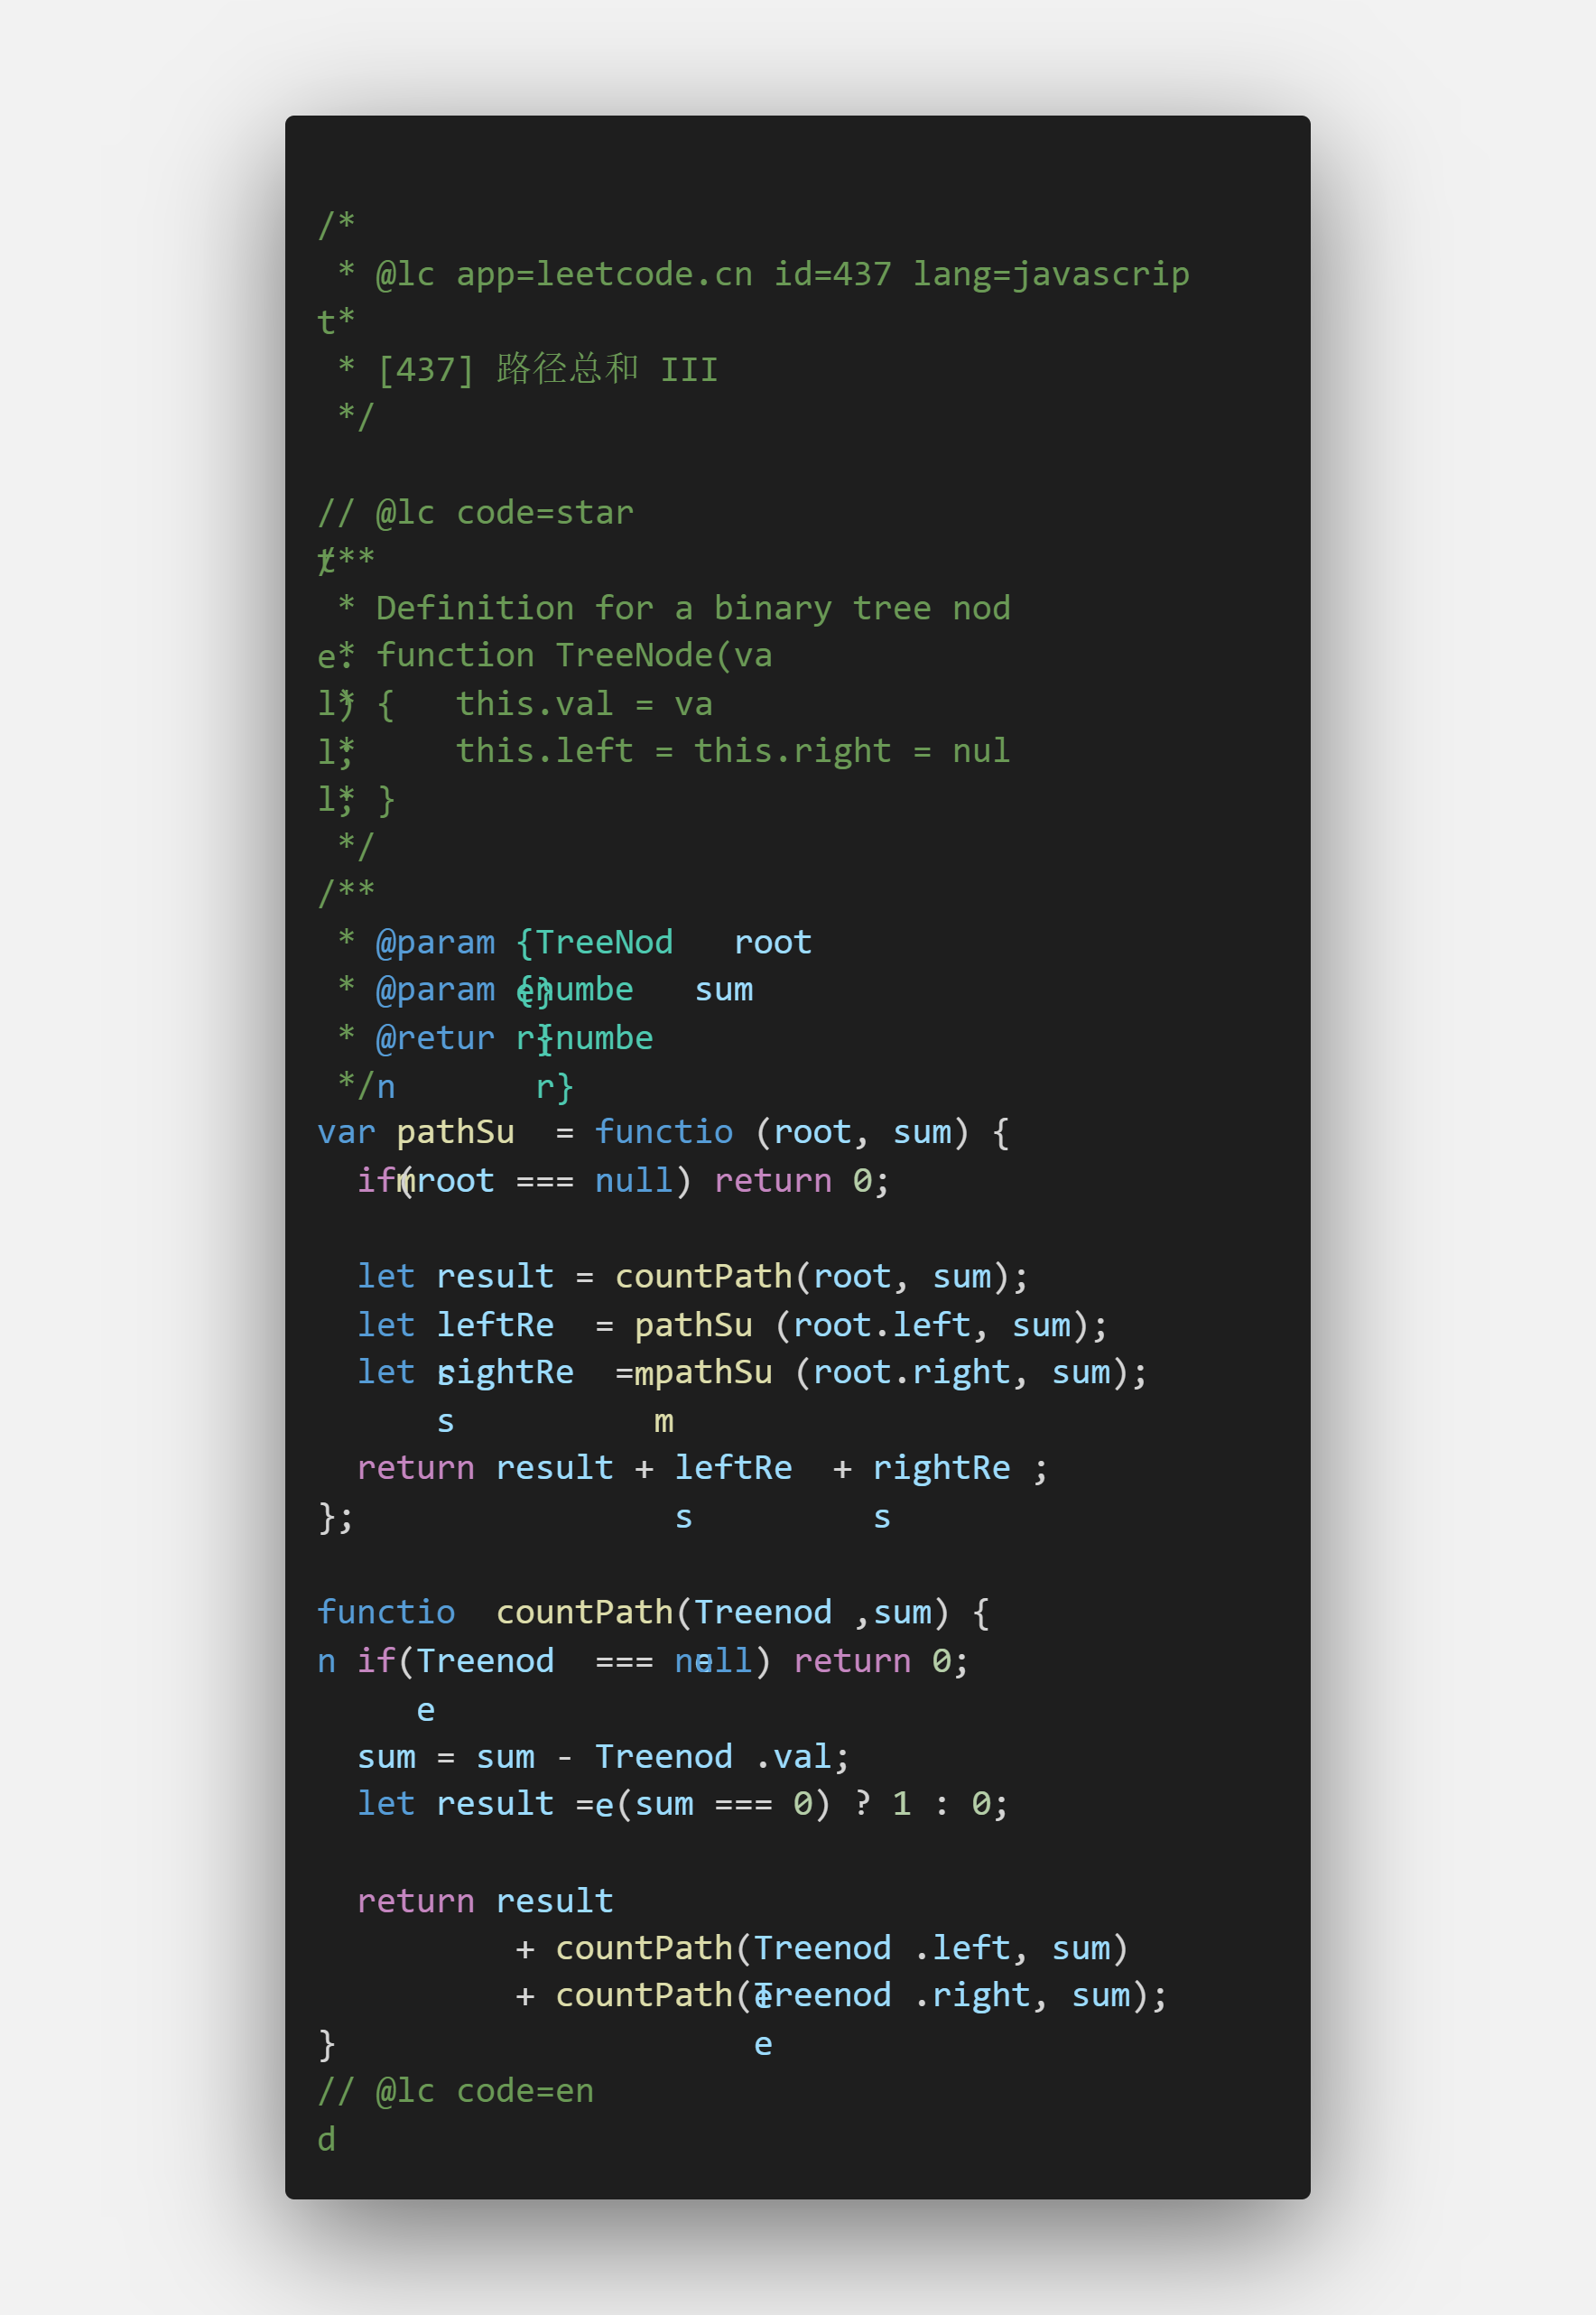 /*
 * @lc app=leetcode.cn id=437 lang=javascript
 *
 * [437] 路径总和 III
 */

// @lc code=start
/**
 * Definition for a binary tree node.
 * function TreeNode(val) {
 *     this.val = val;
 *     this.left = this.right = null;
 * }
 */
/**
 * @param {TreeNode} root
 * @param {number} sum
 * @return {number}
 */
var pathSum = function (root, sum) {
  if (root === null) return 0;

  let result = countPath(root, sum);
  let leftRes = pathSum(root.left, sum);
  let rightRes = pathSum(root.right, sum);

  return result + leftRes + rightRes;
};

function countPath(Treenode,sum) {
  if(Treenode === null) return 0;

  sum = sum - Treenode.val;
  let result = (sum === 0) ? 1 : 0;

  return result
          + countPath(Treenode.left, sum)
          + countPath(Treenode.right, sum);
}
// @lc code=end